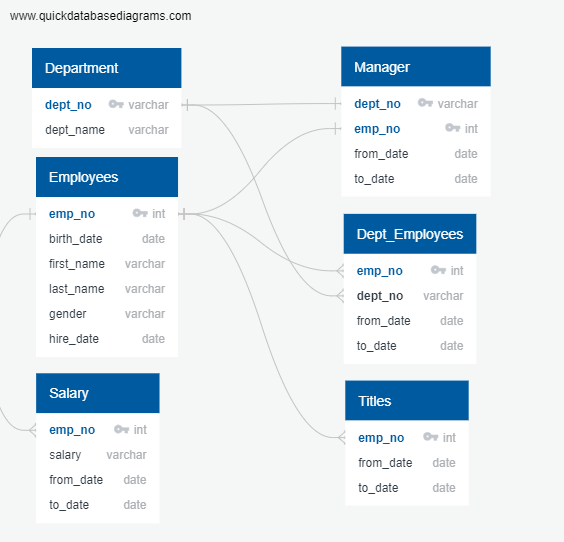 www.quickdatabasediagrams.com
Department
dept_no varchar
dept_name varchar
Employees
emp_no int
birth_date date
first_name varchar
last_name varchar
gender varchar
hire_date date
Salary
emp_no int
salary varchar
from_date date
to_date date
Manager
dept_no varchar
emp_no int
from_date date
to_date date
Dept_Employees
emp_no int
dept_no varchar
from_date date
to_date date
Titles
emp_no int
from_date date
to_date date